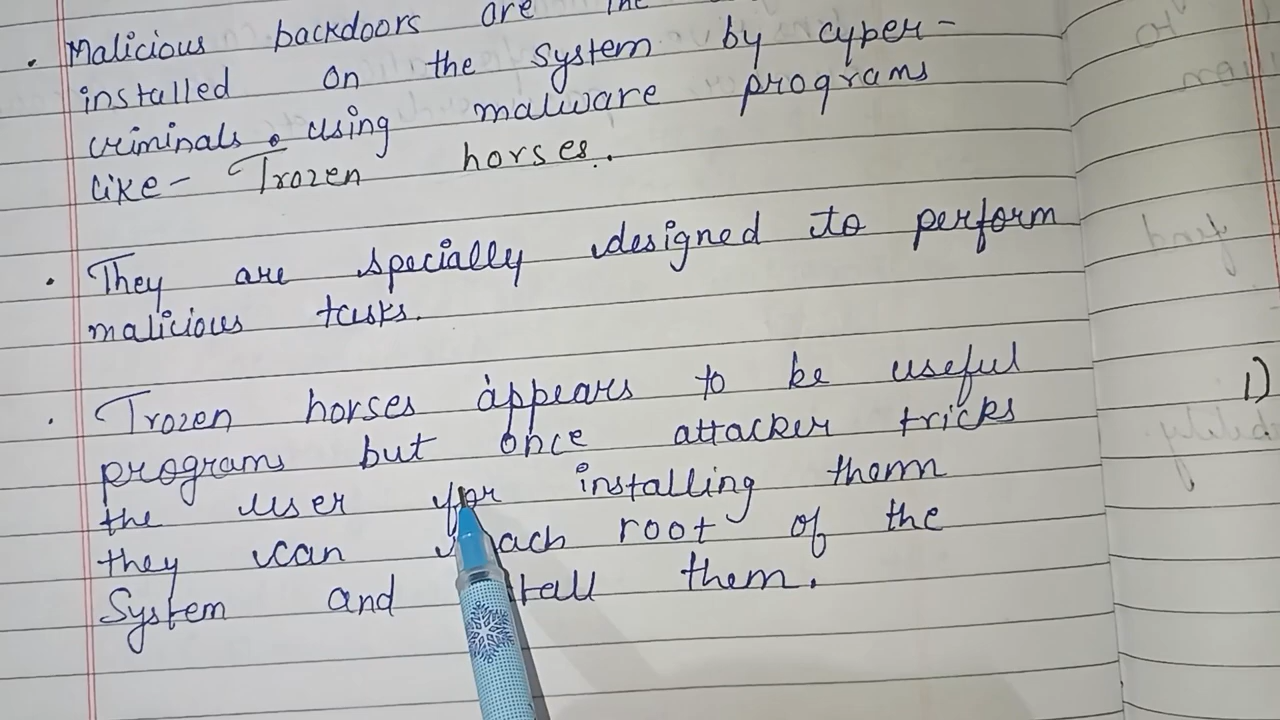 . Malicious backdoors are the
installed on the system by cyber-
criminals. using malware programs
like- Trozen horses.
. They are specially designed to perform
malicious tasks.
. Trozen horses appears to be useful
programs but once attacker tricks
the user for installing them
they can root of the
System and them.
1)